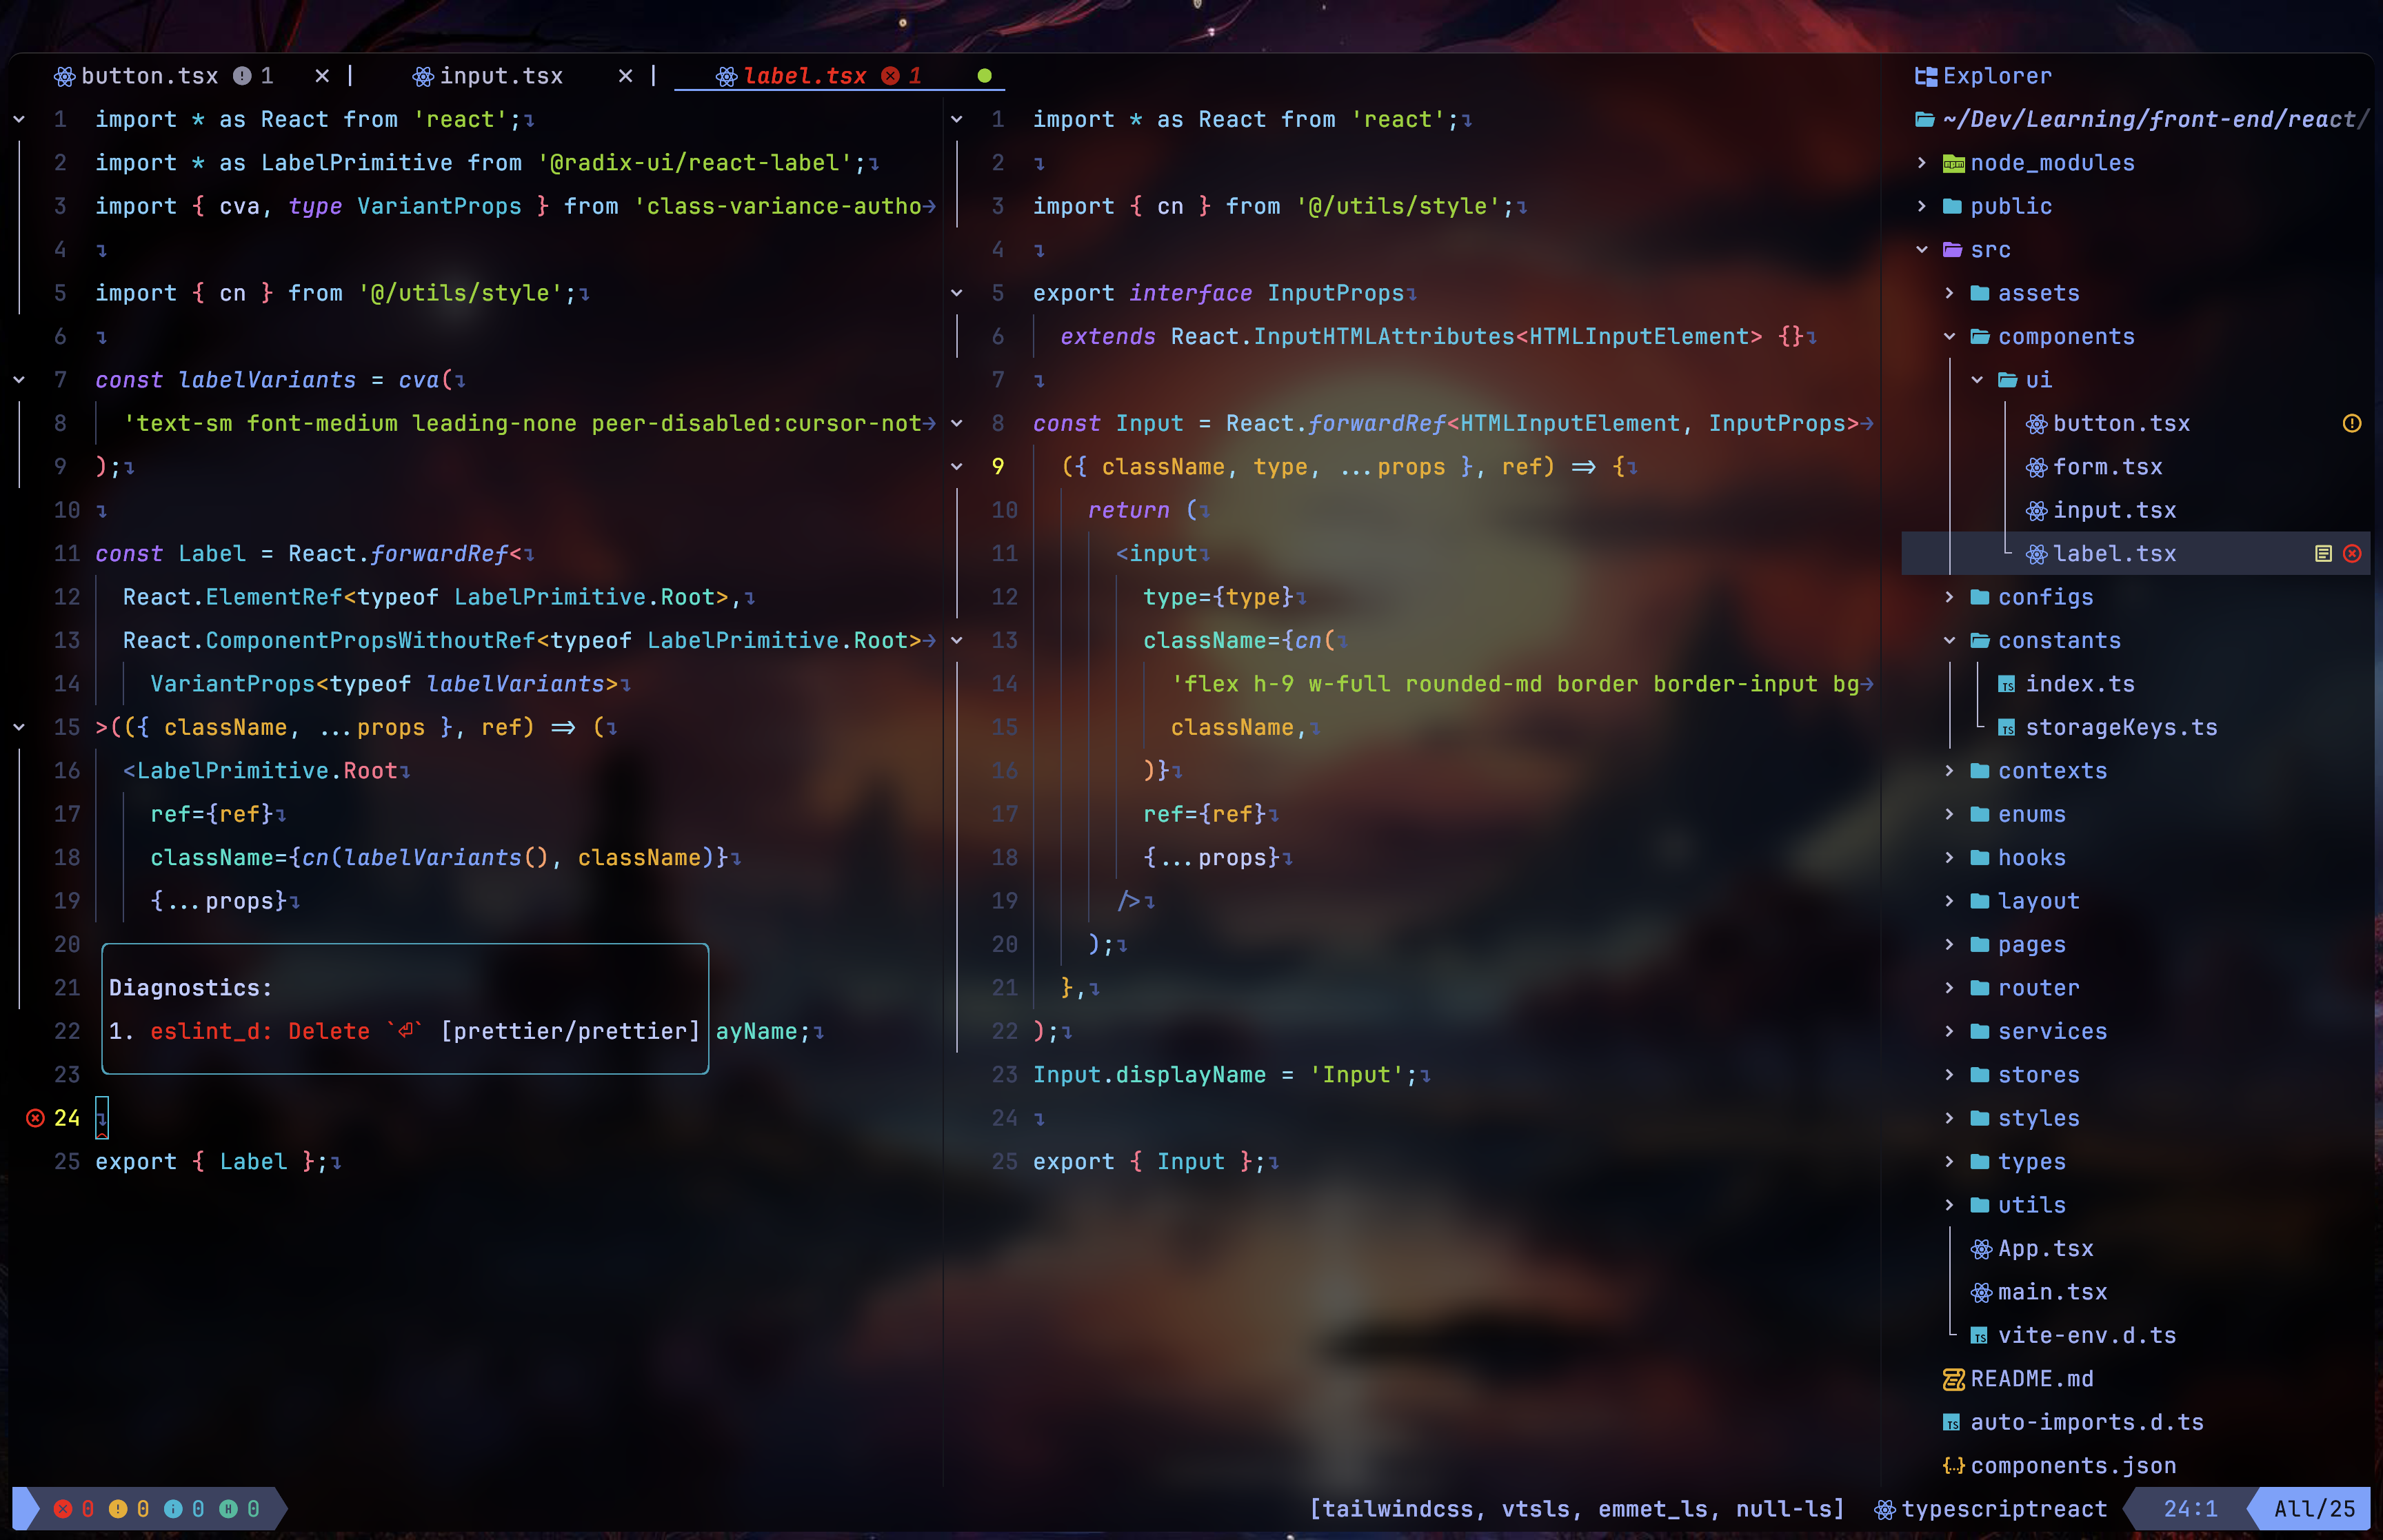 button.tsx 1 × | input.tsx × | label.tsx 1
1 import * as React from 'react';
2 import * as LabelPrimitive from '@radix-ui/react-label';
3 import { cva, type VariantProps } from 'class-variance-autho
4
5 import { cn } from '@/utils/style';
6
7 const labelVariants = cva(
8 'text-sm font-medium leading-none peer-disabled:cursor-not
9 );
10
11 const Label = React.forwardRef<
12 React.ElementRef<typeof LabelPrimitive.Root>,
13 React.ComponentPropsWithoutRef<typeof LabelPrimitive.Root>
14 VariantProps<typeof labelVariants>
15 >(({ className, ...props }, ref) => (
16 <LabelPrimitive.Root
17 ref={ref}
18 className={cn(labelVariants(), className)}
19 {...props}
20
21 Diagnostics:
22 1. eslint_d: Delete `⏎` [prettier/prettier] ayName;
23
24
25 export { Label };
1 import * as React from 'react';
2
3 import { cn } from '@/utils/style';
4
5 export interface InputProps
6 extends React.InputHTMLAttributes<HTMLInputElement> {}
7
8 const Input = React.forwardRef<HTMLInputElement, InputProps>
9 ({ className, type, ...props }, ref) => {
10 return (
11 <input
12 type={type}
13 className={cn(
14 'flex h-9 w-full rounded-md border border-input bg
15 className,
16 )}
17 ref={ref}
18 {...props}
19 />
20 );
21 },
22 );
23 Input.displayName = 'Input';
24
25 export { Input };
Explorer
~/Dev/Learning/front-end/react/
node_modules
public
src
assets
components
ui
button.tsx
form.tsx
input.tsx
label.tsx
configs
constants
index.ts
storageKeys.ts
contexts
enums
hooks
layout
pages
router
services
stores
styles
types
utils
App.tsx
main.tsx
vite-env.d.ts
README.md
auto-imports.d.ts
components.json
0 0 0 0 [tailwindcss, vtsls, emmet_ls, null-ls] typescriptreact 24:1 All/25